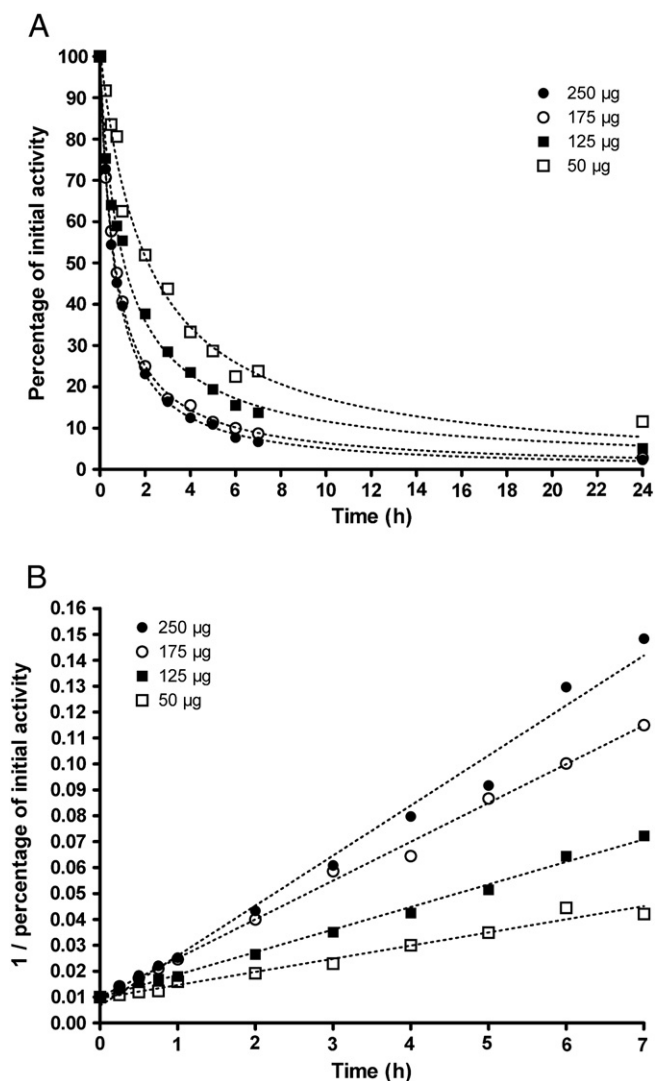 A
100
90
80
70
60
50
40
30
20
10
0
Percentage of initial activity
250 µg
175 µg
125 µg
50 µg
0 2 4 6 8 10 12 14 16 18 20 22 24
Time (h)
B
0.16
0.15
0.14
0.13
0.12
0.11
0.10
0.09
0.08
0.07
0.06
0.05
0.04
0.03
0.02
0.01
0.00
1 / percentage of initial activity
250 µg
175 µg
125 µg
50 µg
0 1 2 3 4 5 6 7
Time (h)